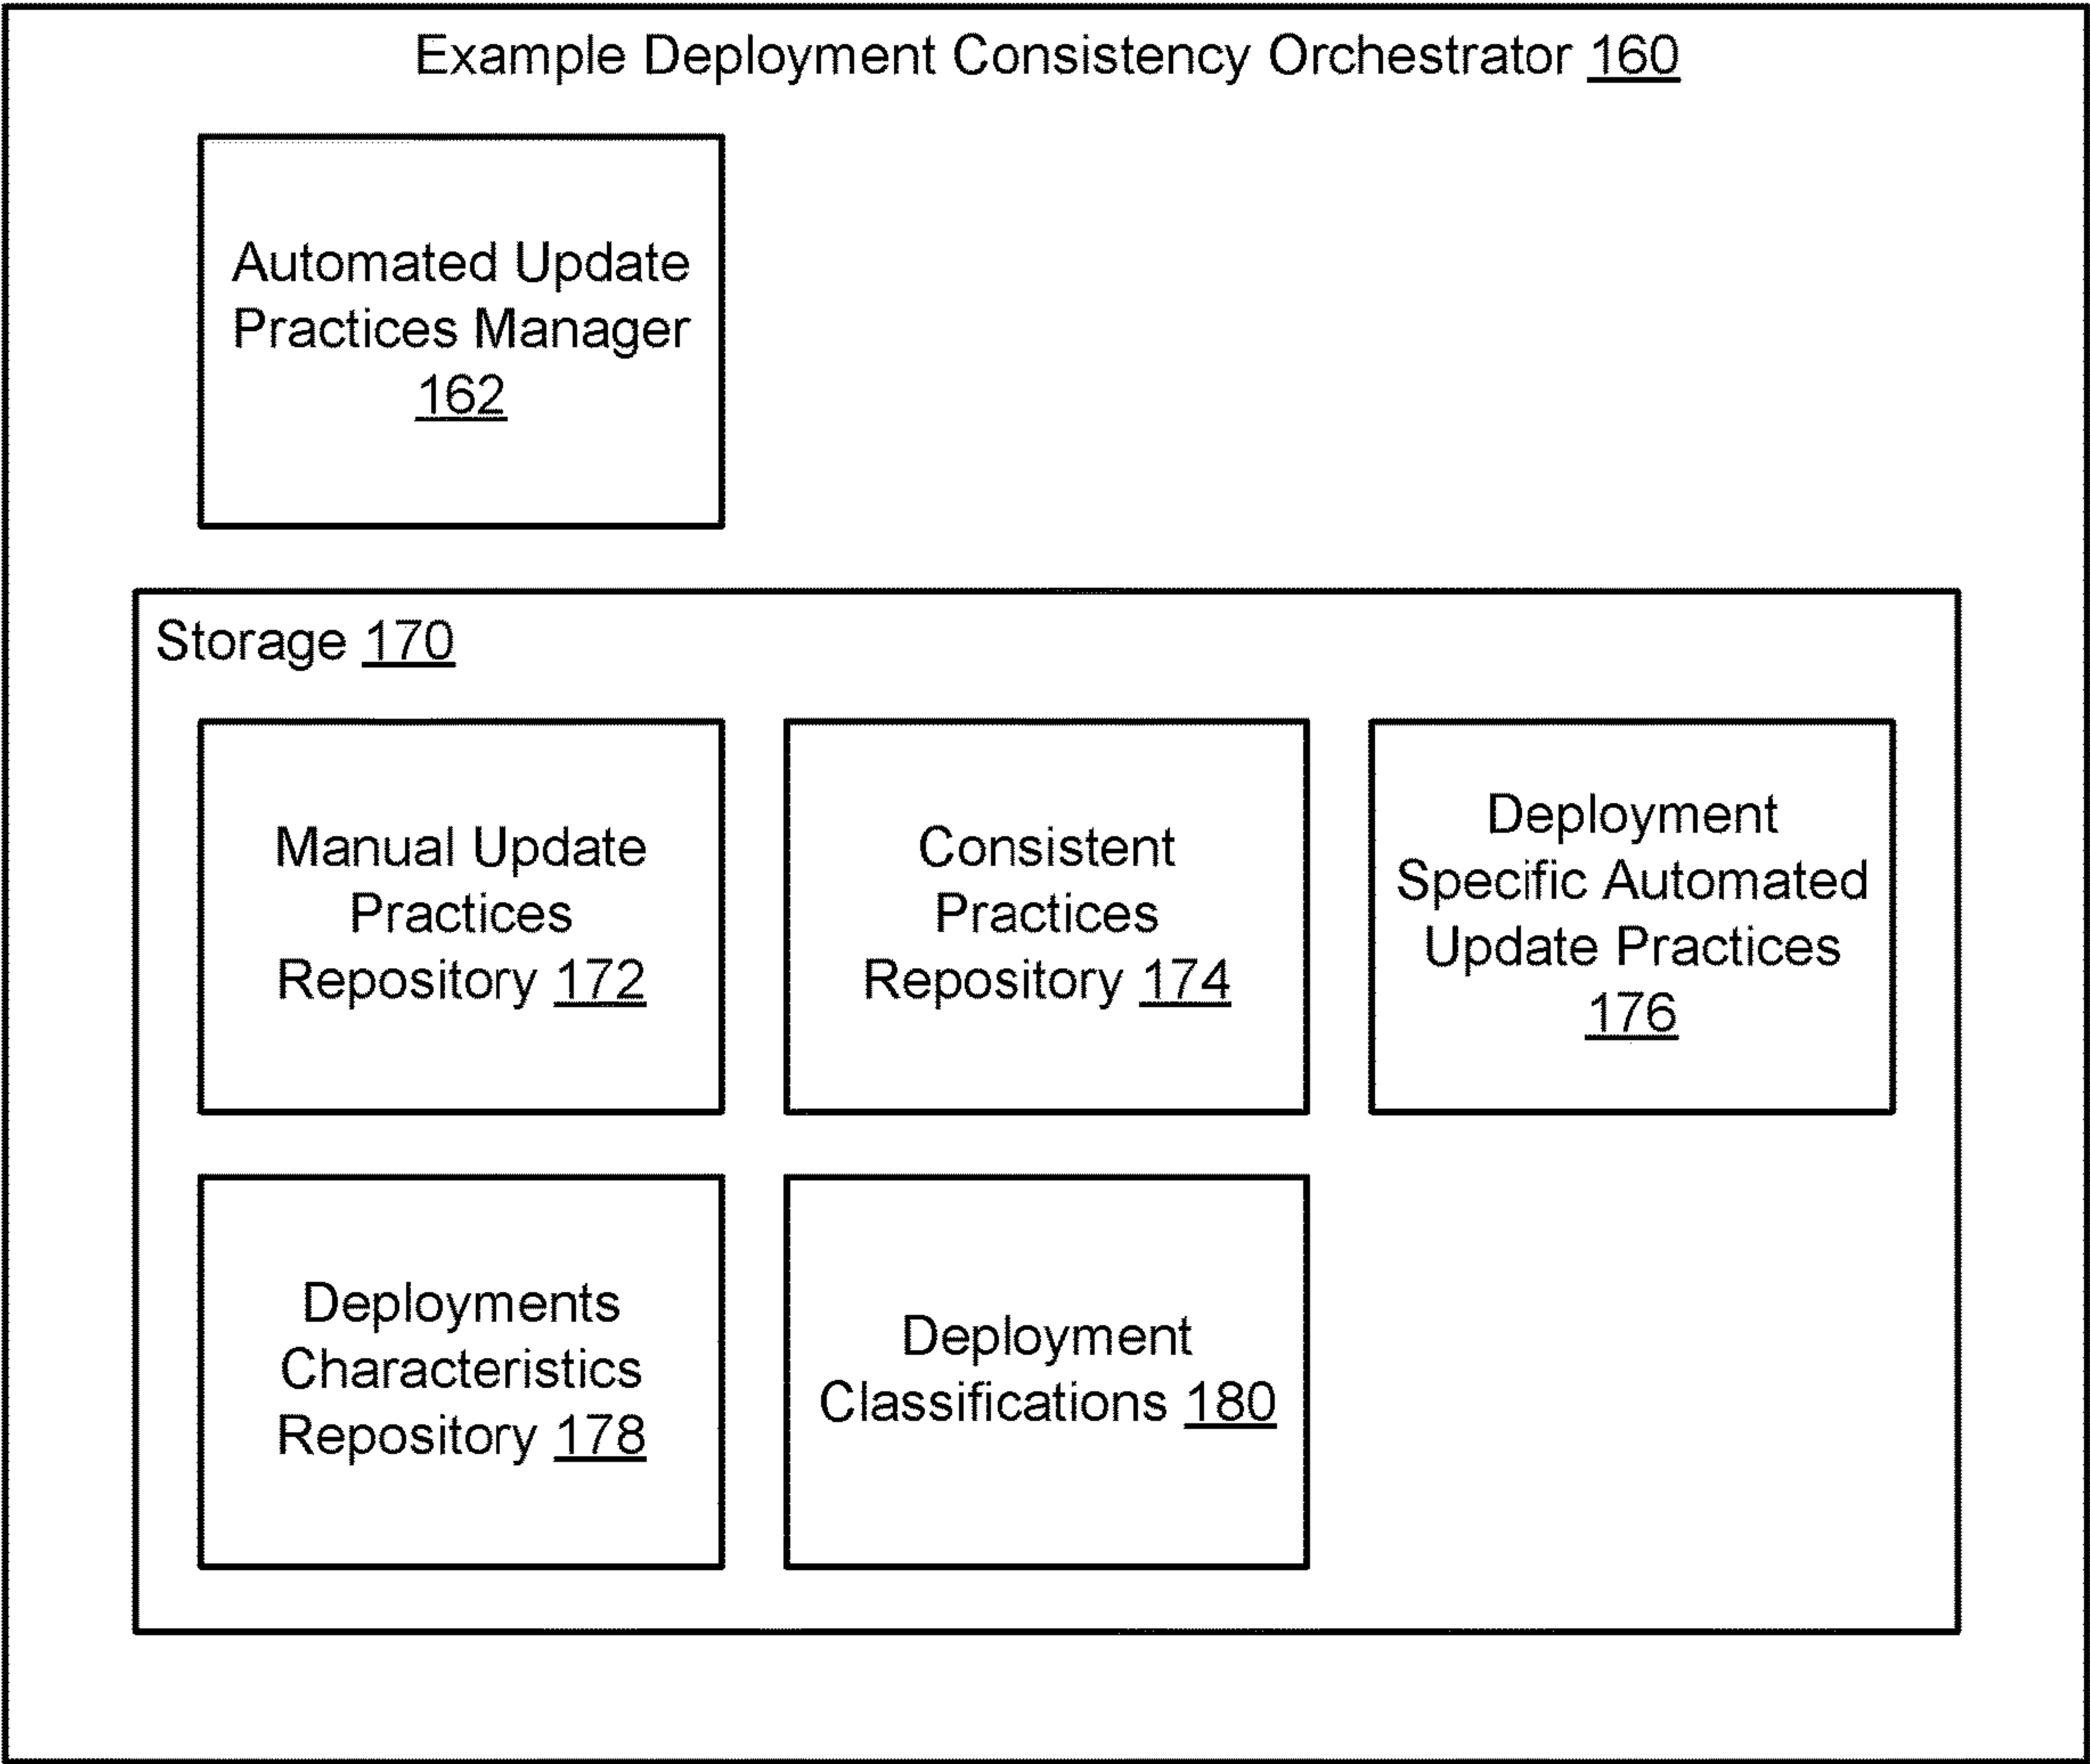 Example Deployment Consistency Orchestrator 160
Automated Update
Practices Manager
162
Storage 170
Manual Update
Practices
Repository 172
Consistent
Practices
Repository 174
Deployment
Specific Automated
Update Practices
176
Deployments
Characteristics
Repository 178
Deployment
Classifications 180